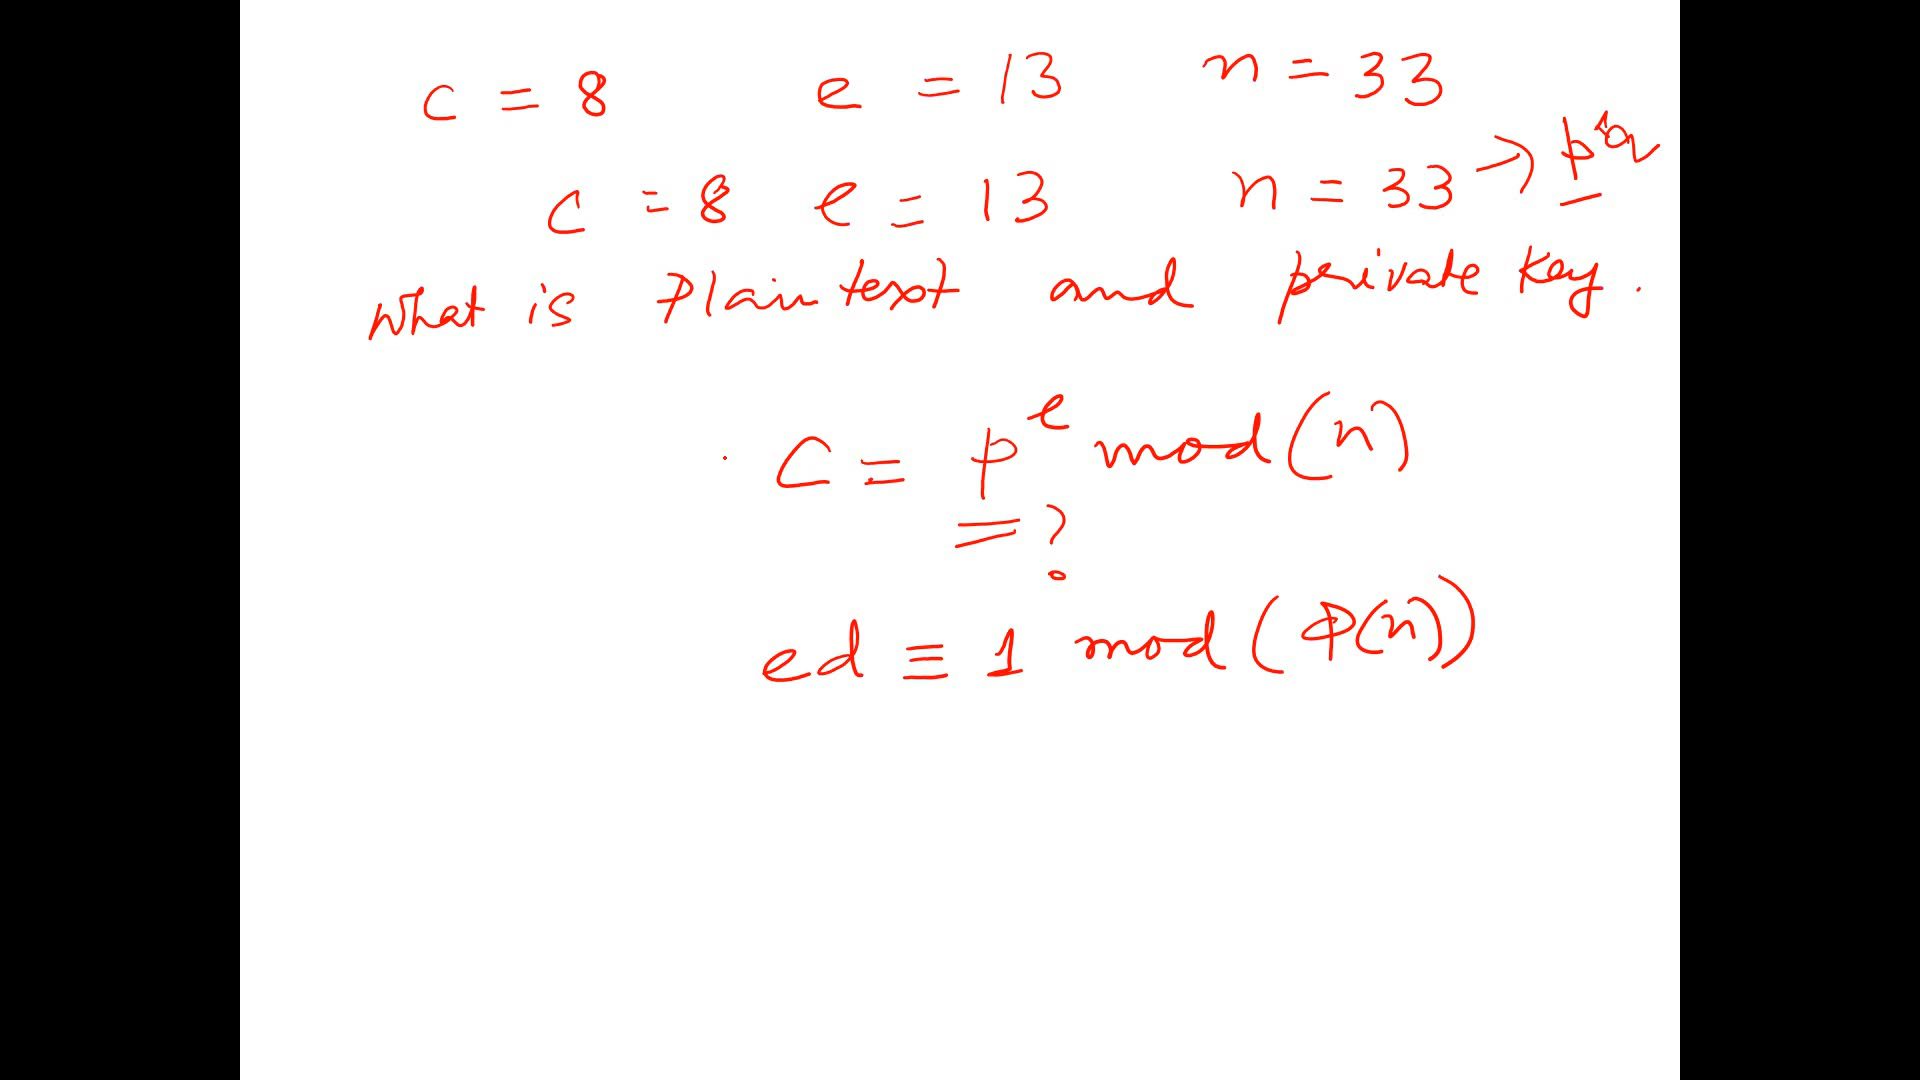 c = 8 e = 13 n = 33
c = 8 e = 13 n = 33 → p
What is Plain text and private key.
C = p^e mod (n)
= ?
ed ≡ 1 mod (Φ(n))